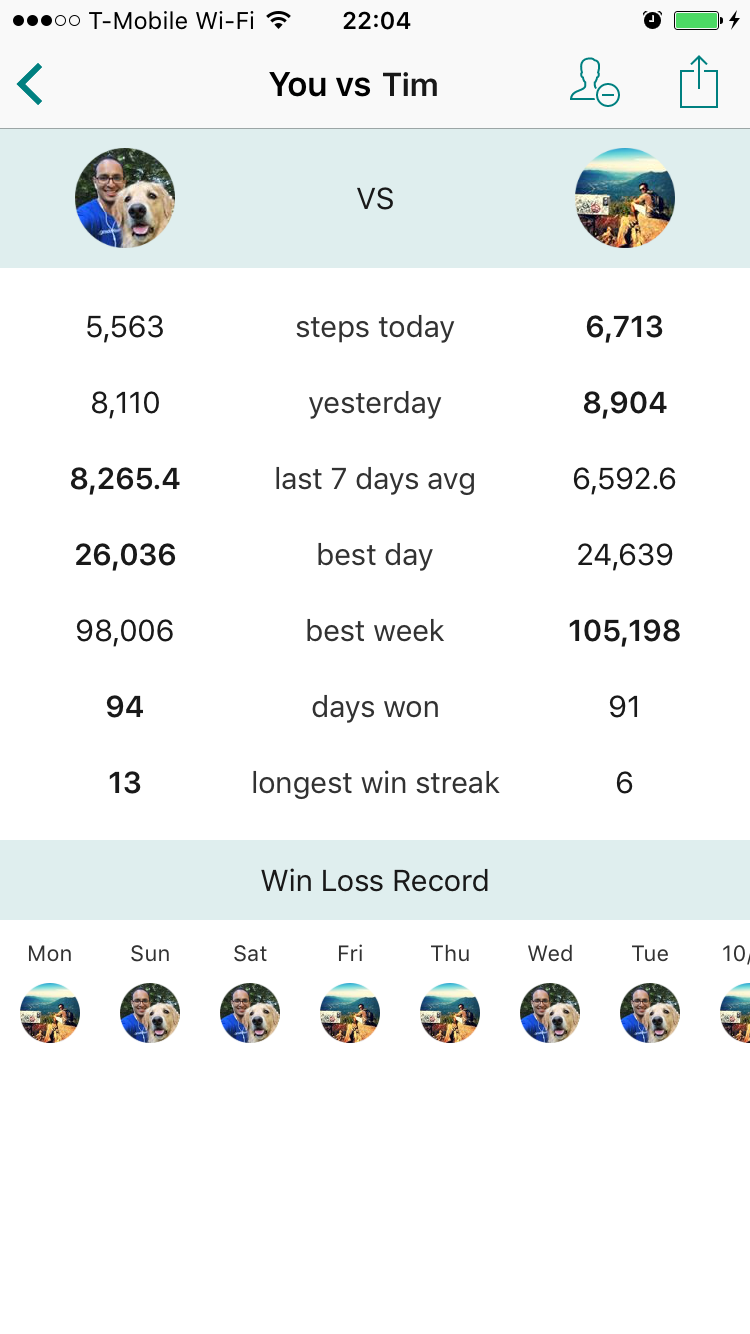 T-Mobile Wi-Fi 22:04
You vs Tim
VS
5,563 steps today 6,713
8,110 yesterday 8,904
8,265.4 last 7 days avg 6,592.6
26,036 best day 24,639
98,006 best week 105,198
94 days won 91
13 longest win streak 6
Win Loss Record
Mon Sun Sat Fri Thu Wed Tue 10/